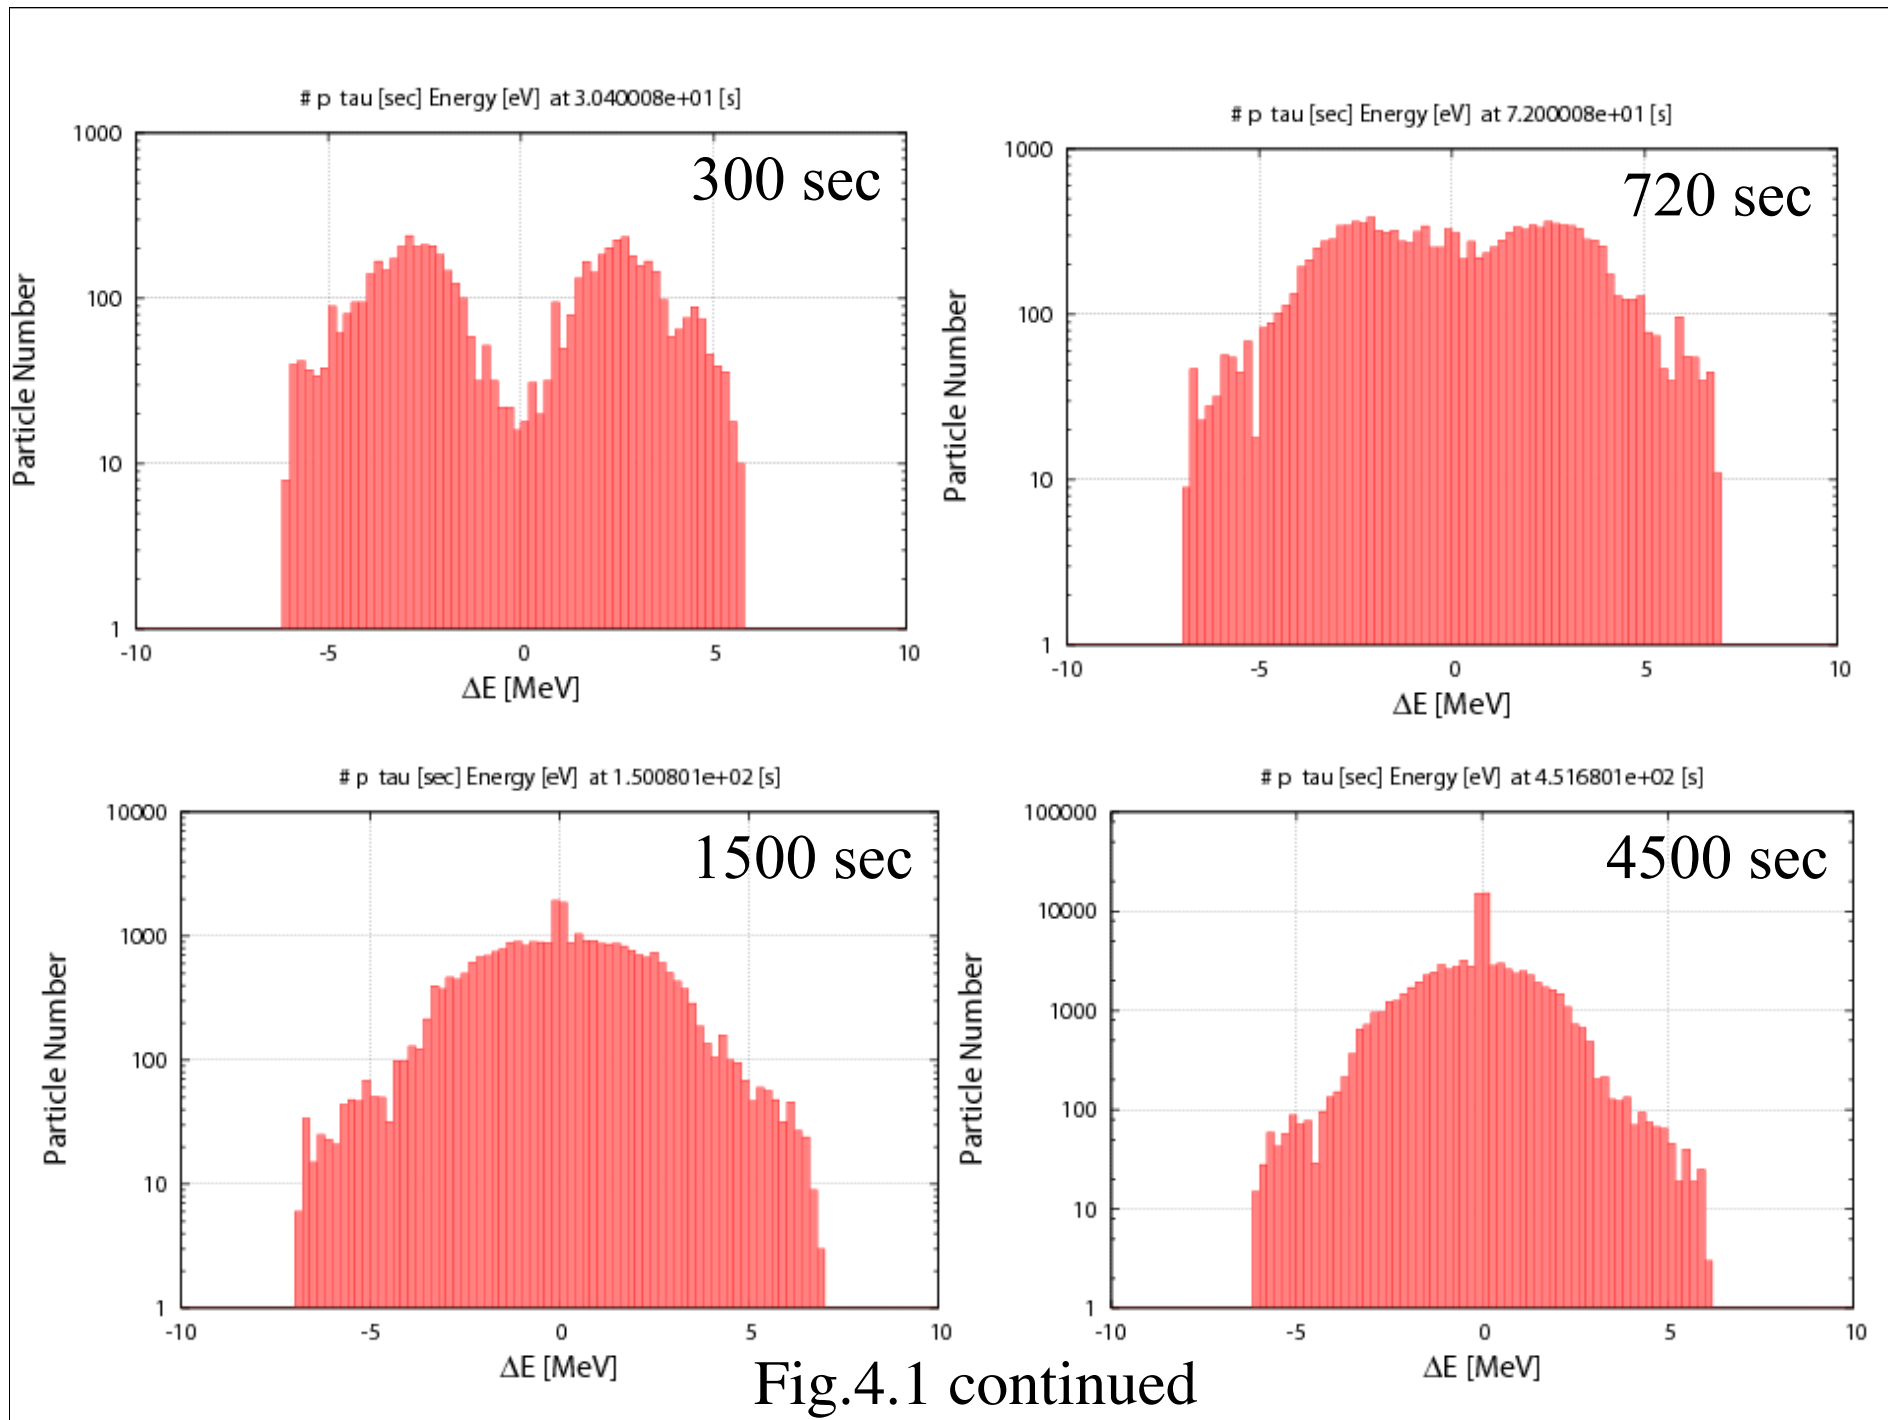 # p tau [sec] Energy [eV] at 3.040008e+01 [s]
300 sec
1000
100
10
1
Particle Number
-10 -5 0 5 10
ΔE [MeV]
# p tau [sec] Energy [eV] at 7.200008e+01 [s]
720 sec
1000
100
10
1
Particle Number
-10 -5 0 5 10
ΔE [MeV]
# p tau [sec] Energy [eV] at 1.500801e+02 [s]
1500 sec
10000
1000
100
10
1
Particle Number
-10 -5 0 5 10
ΔE [MeV]
# p tau [sec] Energy [eV] at 4.516801e+02 [s]
4500 sec
100000
10000
1000
100
10
1
Particle Number
-10 -5 0 5 10
ΔE [MeV]
Fig.4.1 continued